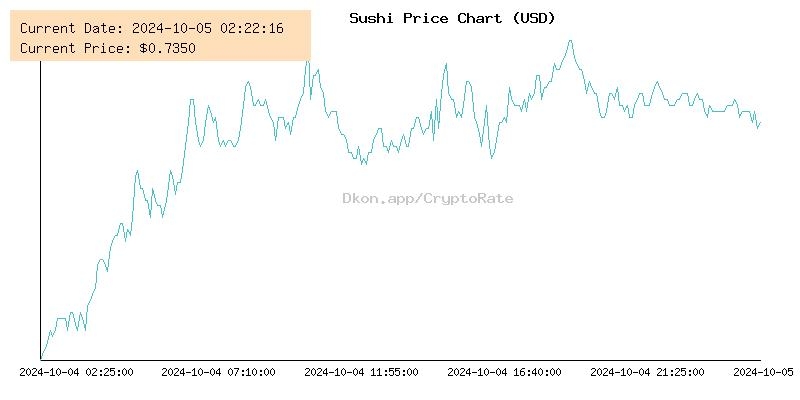 Sushi Price Chart (USD)
Current Date: 2024-10-05 02:22:16
Current Price: $0.7350
Dkon.app/CryptoRate
2024-10-04 02:25:00 2024-10-04 07:10:00 2024-10-04 11:55:00 2024-10-04 16:40:00 2024-10-04 21:25:00 2024-10-05